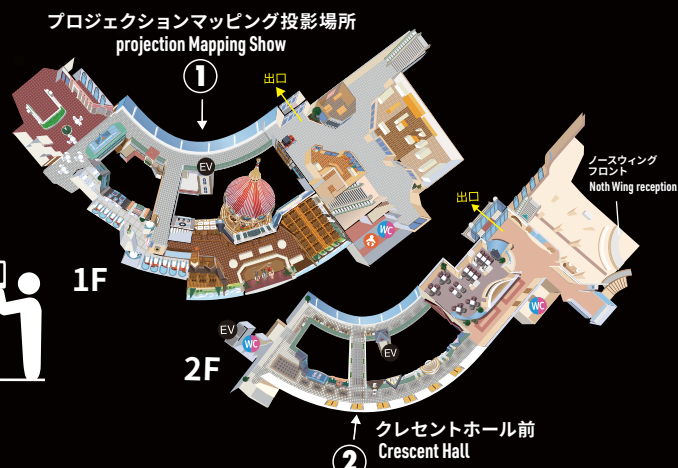 プロジェクションマッピング投影場所
projection Mapping Show
1
出口
EV
WC
1F
ノースウィング
フロント
Noth Wing reception
出口
WC
EV
WC
EV
2F
クレセントホール前
Crescent Hall
2